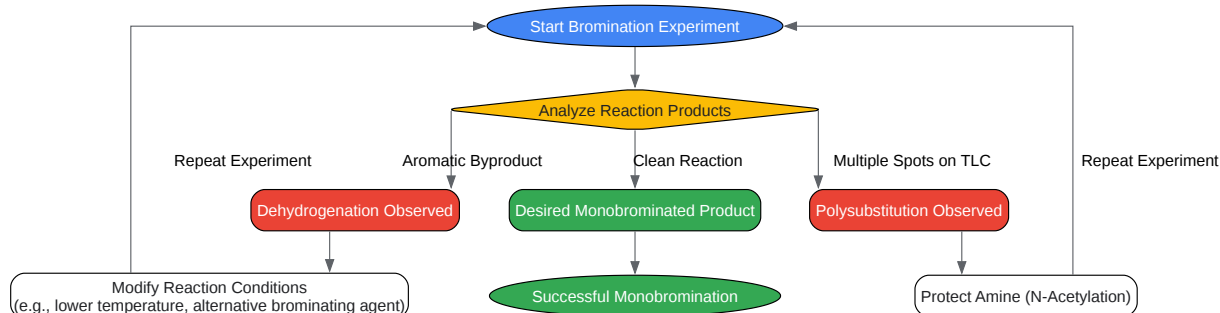 Start Bromination Experiment
Analyze Reaction Products
Repeat Experiment
Aromatic Byproduct
Clean Reaction
Multiple Spots on TLC
Repeat Experiment
Dehydrogenation Observed
Desired Monobrominated Product
Polysubstitution Observed
Modify Reaction Conditions
(e.g., lower temperature, alternative brominating agent)
Successful Monobromination
Protect Amine (N-Acetylation)